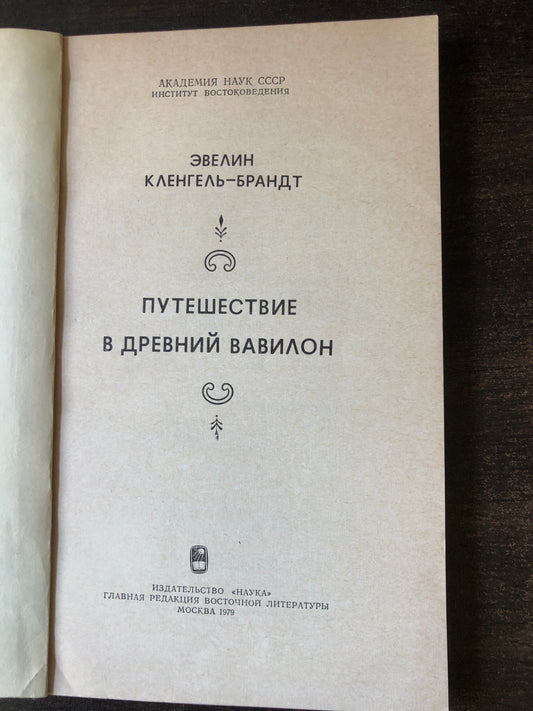 АКАДЕМИЯ НАУК СССР
ИНСТИТУТ ВОСТОКОВЕДЕНИЯ
ЭВЕЛИН
КЛЕНГЕЛЬ—БРАНДТ
ПУТЕШЕСТВИЕ
В ДРЕВНИЙ ВАВИЛОН
ИЗДАТЕЛЬСТВО «НАУКА»
ГЛАВНАЯ РЕДАКЦИЯ ВОСТОЧНОЙ ЛИТЕРАТУРЫ
МОСКВА 1979